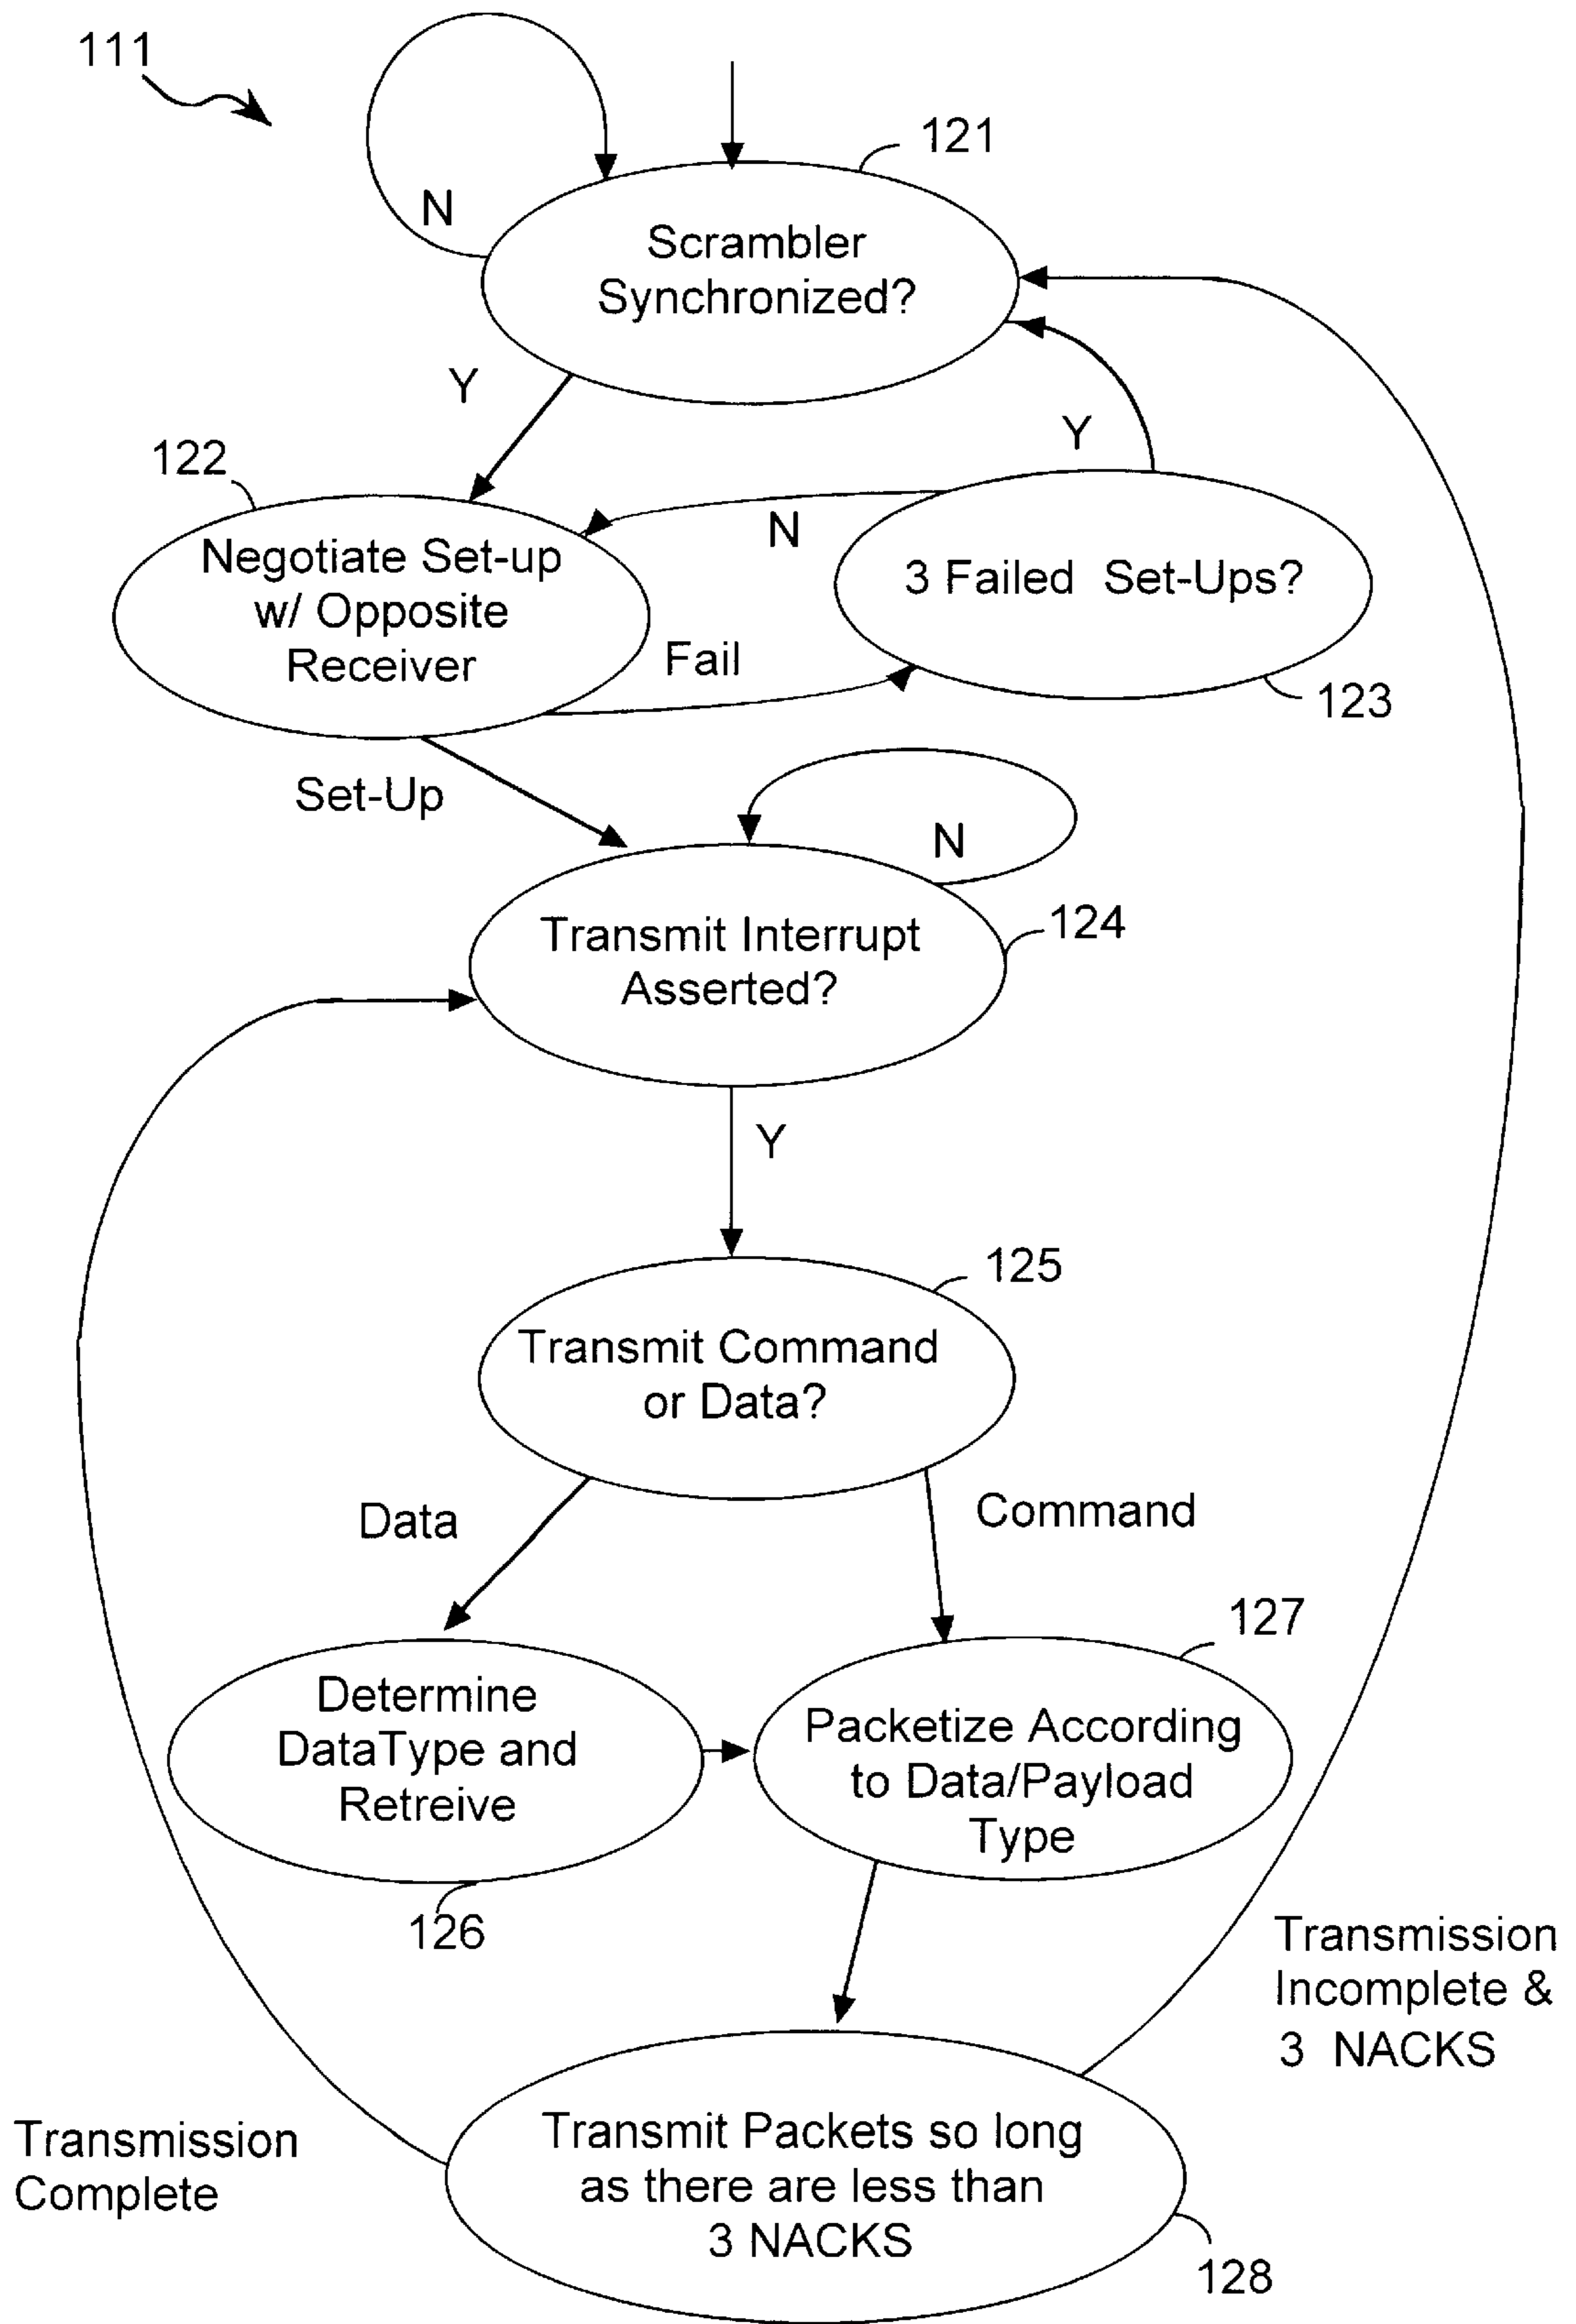 111
121
N
Scrambler
Synchronized?
Y
122
Y
N
Negotiate Set-up
w/ Opposite
Receiver
3 Failed Set-Ups?
Fail
123
Set-Up
N
Transmit Interrupt
Asserted?
124
Y
125
Transmit Command
or Data?
Data
Command
127
Determine
DataType and
Retreive
Packetize According
to Data/Payload
Type
126
Transmission
Incomplete &
3 NACKS
Transmission
Complete
Transmit Packets so long
as there are less than
3 NACKS
128